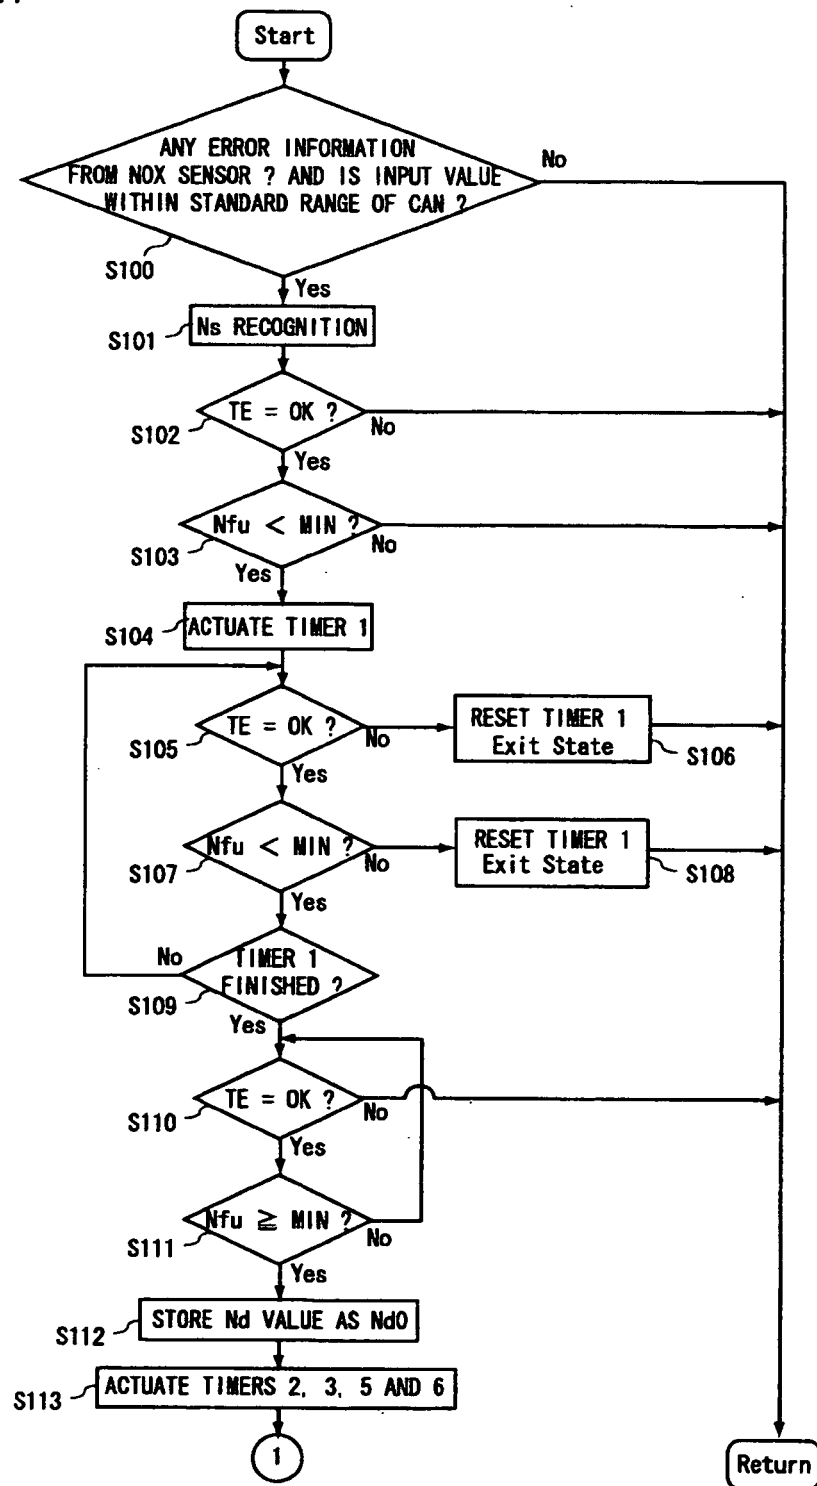 Start
ANY ERROR INFORMATION
FROM NOX SENSOR ? AND IS INPUT VALUE
WITHIN STANDARD RANGE OF CAN ?
No
S100
Yes
Ns RECOGNITION
S101
TE = OK ?
No
S102
Yes
Nfu < MIN ?
No
S103
Yes
ACTUATE TIMER 1
S104
TE = OK ?
No
S105
RESET TIMER 1
Exit State
S106
Yes
Nfu < MIN ?
No
S107
RESET TIMER 1
Exit State
S108
Yes
No
TIMER 1
FINISHED ?
S109
Yes
TE = OK ?
No
S110
Yes
Nfu ≧ MIN ?
No
S111
Yes
STORE Nd VALUE AS Nd0
S112
ACTUATE TIMERS 2, 3, 5 AND 6
S113
1
Return